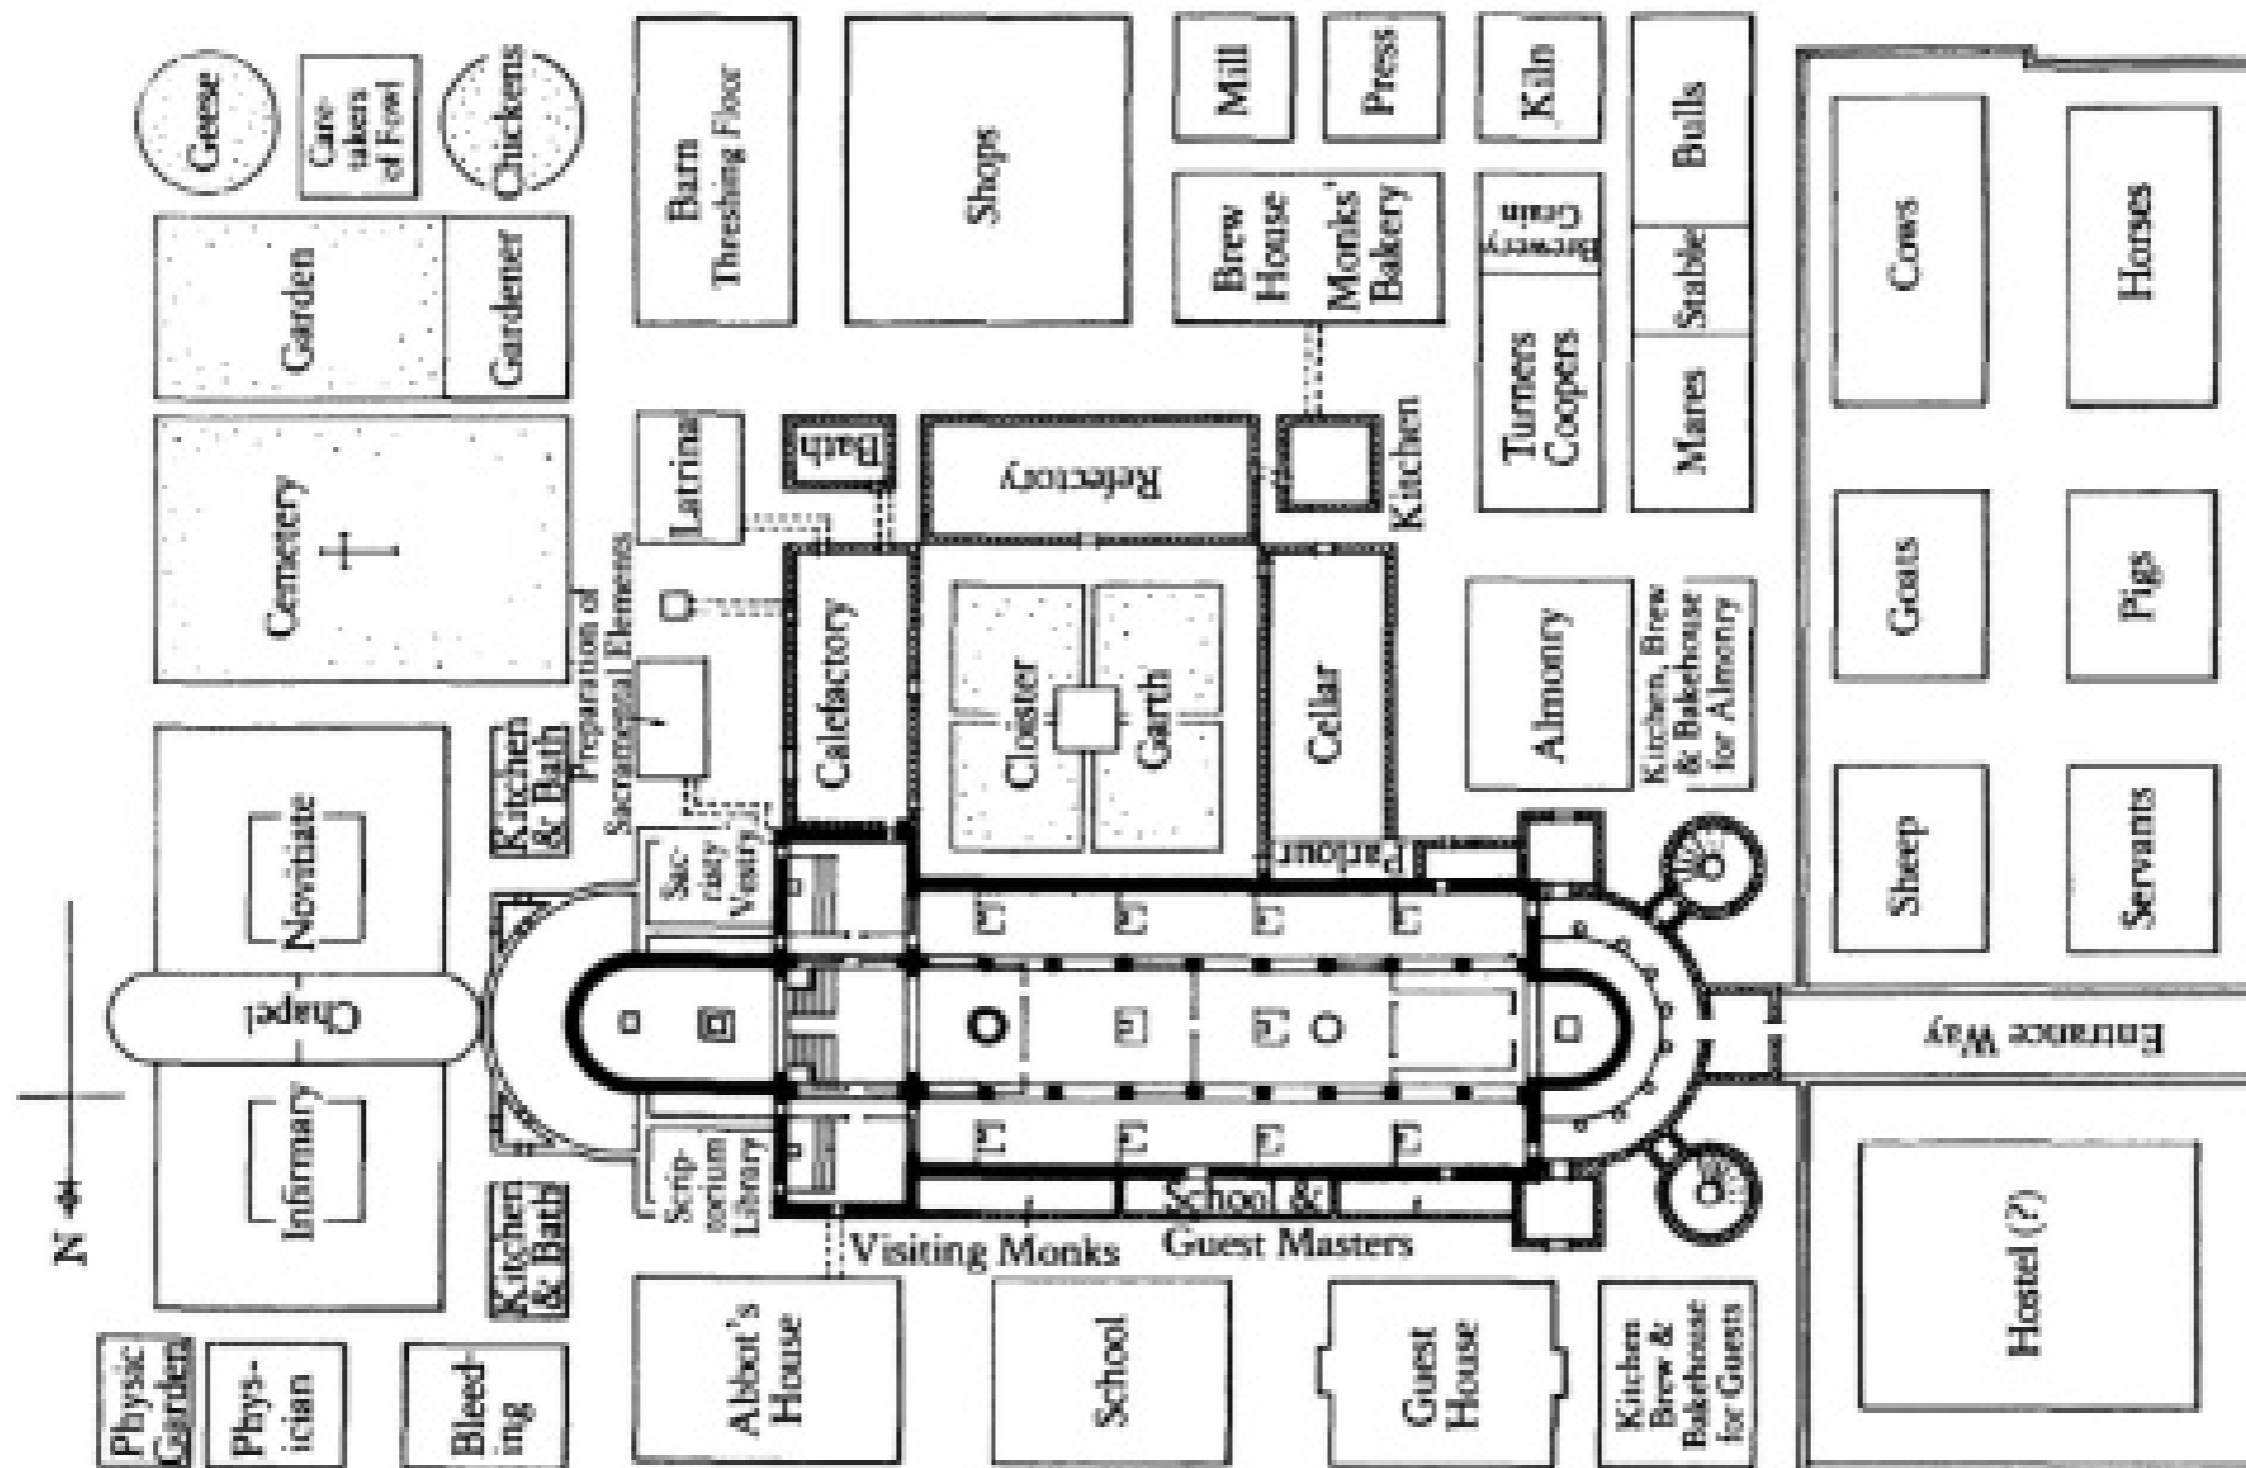 Geese
Care-
takers
of Fowl
Chickens
Barn
Threshing Floor
Shops
Mill
Press
Kiln
Bulls
Garden
Gardener
Brew
House
Monks'
Bakery
Brewery
Grain
Stable
Cows
Horses
Cemetery
Latrina
Bath
Refectory
Kitchen
Turners
Coopers
Mares
Preparation of
Sacramental Elemens
Calefactory
Cloister
Garth
Cellar
Almonry
Kitchen, Brew
& Bakehouse
for Almonry
Goats
Pigs
Novitiate
Kitchen
& Bath
Sac-
risty
Vestry
Parlour
Sheep
Servants
Chapel
Entrance Way
N
Infirmary
Kitchen
& Bath
Scrip-
torium
Library
Visiting Monks
School &
Guest Masters
Hostel (?)
Physic
Garden
Phys-
ician
Bleed-
ing
Abbot's
House
School
Guest
House
Kitchen
Brew &
Bakehouse
for Guests